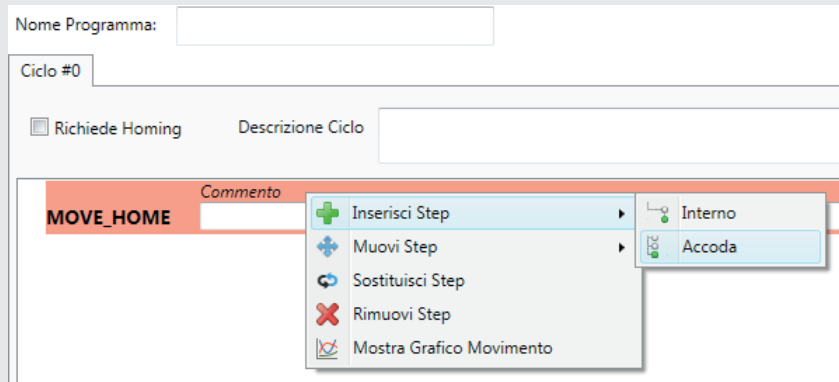 Nome Programma:
Ciclo #0
Richiede Homing
Descrizione Ciclo
Commento
MOVE_HOME
Inserisci Step
Interno
Muovi Step
Accoda
Sostituisci Step
Rimuovi Step
Mostra Grafico Movimento